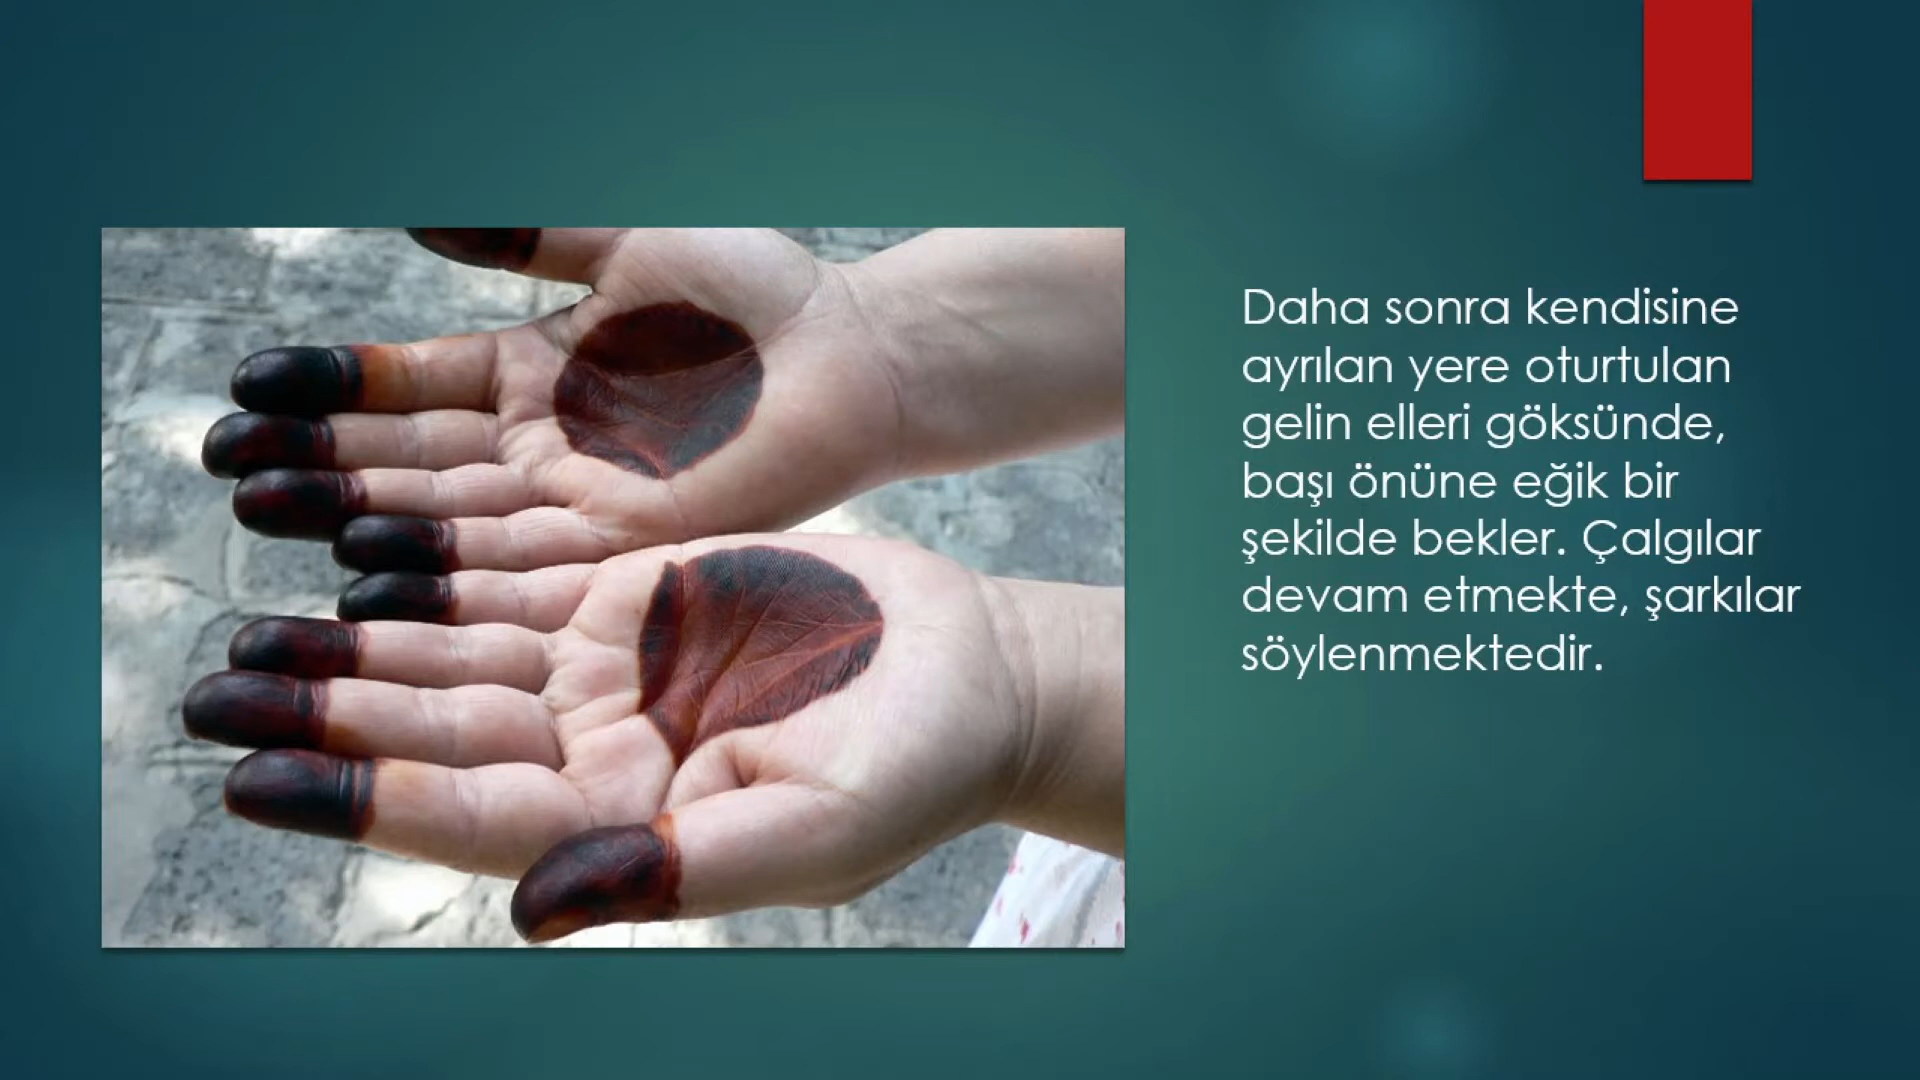 Daha sonra kendisine
ayrılan yere oturtulan
gelin elleri göksünde,
başı önüne eğik bir
şekilde bekler. Çalgılar
devam etmekte, şarkılar
söylenmektedir.